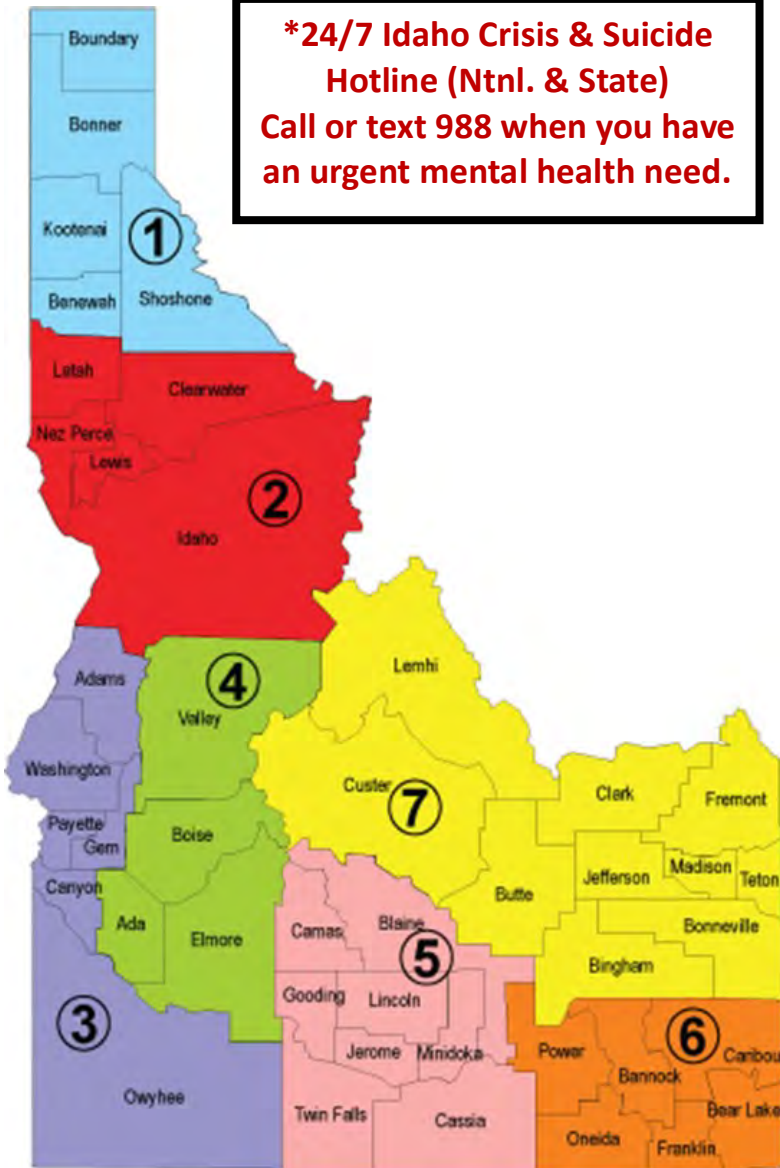 *24/7 Idaho Crisis & Suicide
Hotline (Ntnl. & State)
Call or text 988 when you have
an urgent mental health need.
Boundary
Bonner
Kootenai
1
Benewah
Shoshone
Latah
Clearwater
Nez Perce
Lewis
2
Idaho
Lemhi
Adams
4
Valley
Washington
Custer
7
Clark
Fremont
Payette
Boise
Gem
Madison
Jefferson
Teton
Canyon
Butte
Ada
Elmore
Camas
Blaine
Bonneville
5
Bingham
Gooding
Lincoln
3
6
Jerome
Minidoka
Power
Caribou
Bannock
Owyhee
Twin Falls
Cassia
Bear Lake
Oneida
Franklin